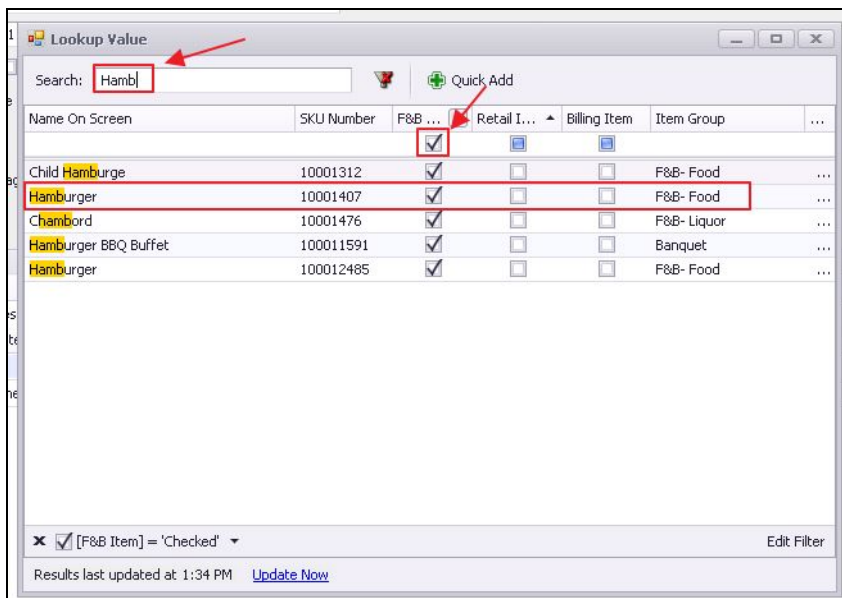 Lookup Value
Search: Hamb
Quick Add
Name On Screen SKU Number F&B ... Retail I... Billing Item Item Group ...
Child Hamburge 10001312 F&B- Food ...
Hamburger 10001407 F&B- Food ...
Chambord 10001476 F&B- Liquor ...
Hamburger BBQ Buffet 100011591 Banquet ...
Hamburger 100012485 F&B- Food ...
[F&B Item] = 'Checked' Edit Filter
Results last updated at 1:34 PM Update Now